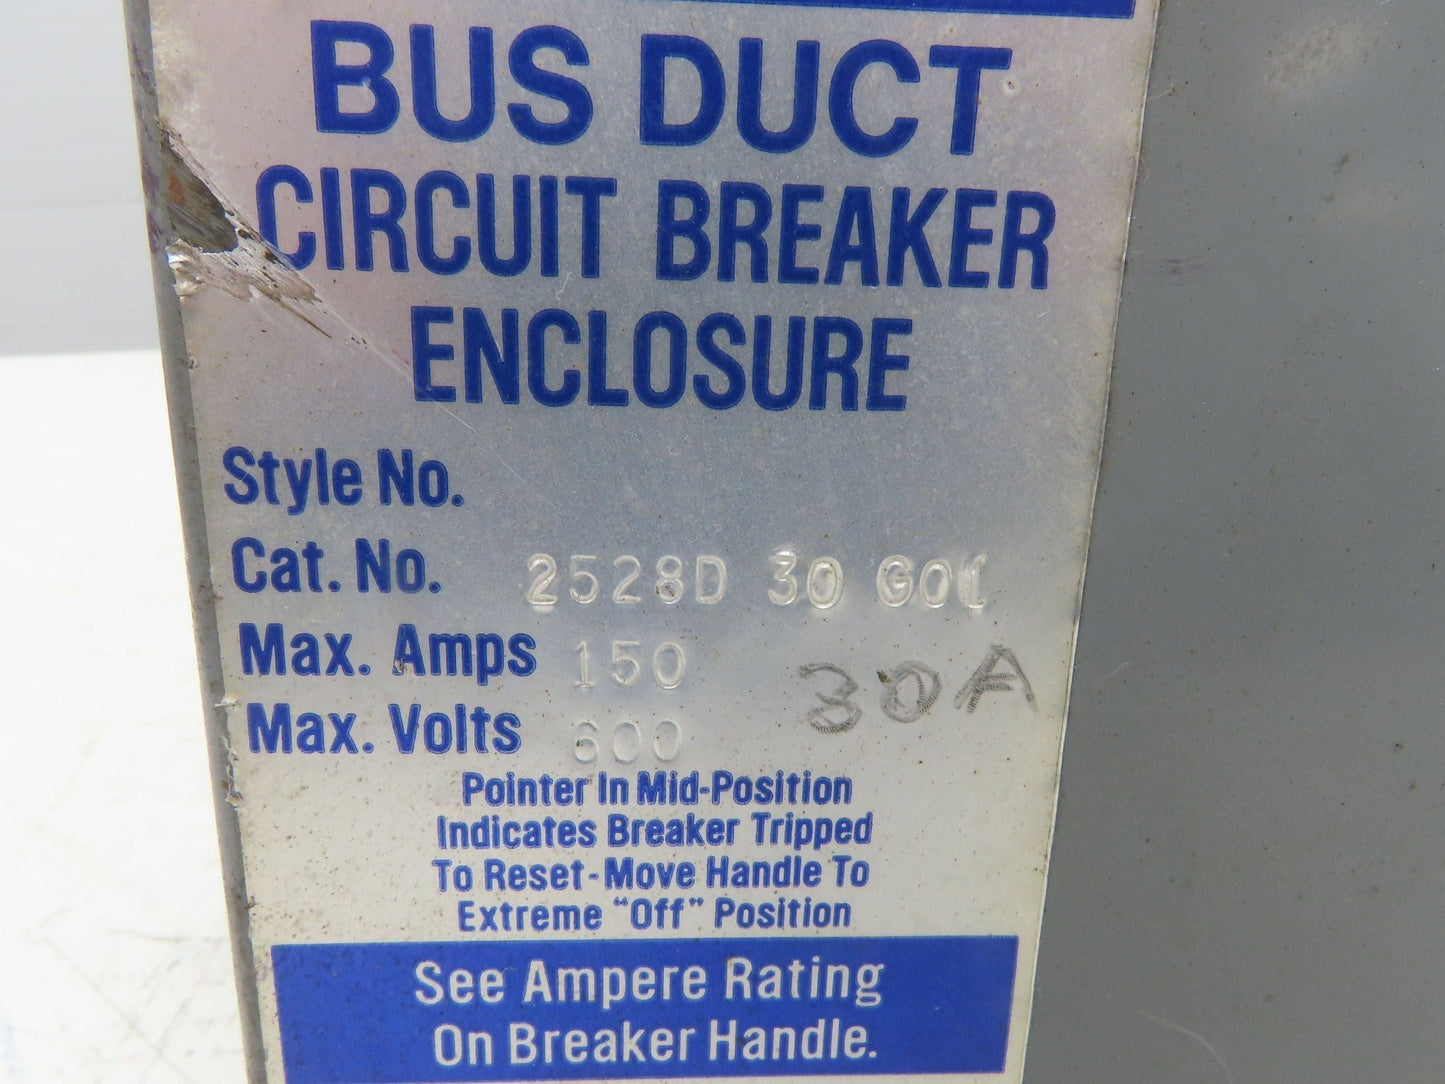 BUS DUCT
CIRCUIT BREAKER
ENCLOSURE
Style No.
Cat. No. 2528D 30
Max. Amps 150 30A
Max. Volts 600
Pointer In Mid-Position
Indicates Breaker Tripped
To Reset - Move Handle To
Extreme "Off" Position
See Ampere Rating
On Breaker Handle.